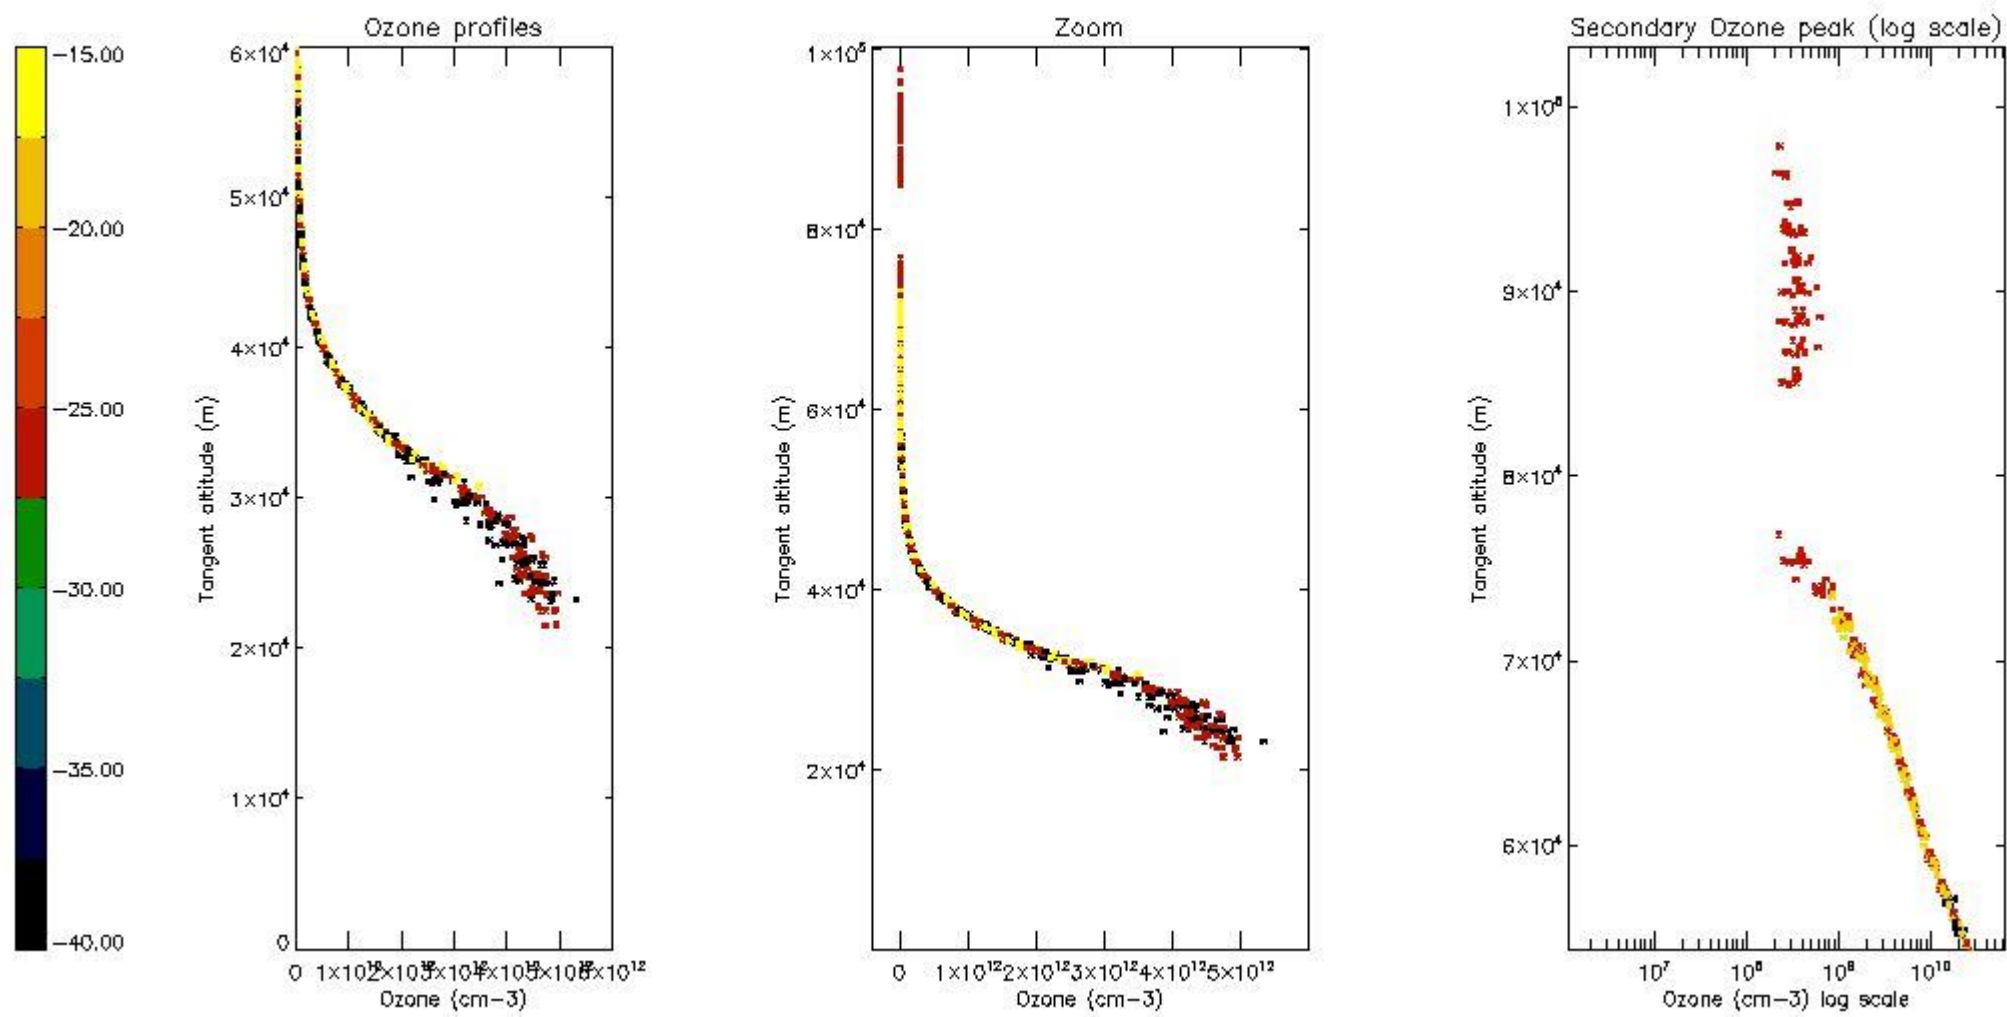 Ozone profiles
Zoom
Secondary Ozone peak (log scale)
-15.00
-20.00
-25.00
-30.00
-35.00
-40.00
6×10⁴
5×10⁴
4×10⁴
3×10⁴
2×10⁴
1×10⁴
0
Tangent altitude (m)
0 1×10¹²
6×10¹²
Ozone (cm-3)
1×10⁵
8×10⁴
6×10⁴
4×10⁴
2×10⁴
Tangent altitude (m)
0 1×10¹²2×10¹²3×10¹²4×10¹²5×10¹²
Ozone (cm-3)
9×10⁴
8×10⁴
7×10⁴
6×10⁴
Tangent altitude (m)
10⁷ 10⁸ 10⁹ 10¹⁰
Ozone (cm-3) log scale